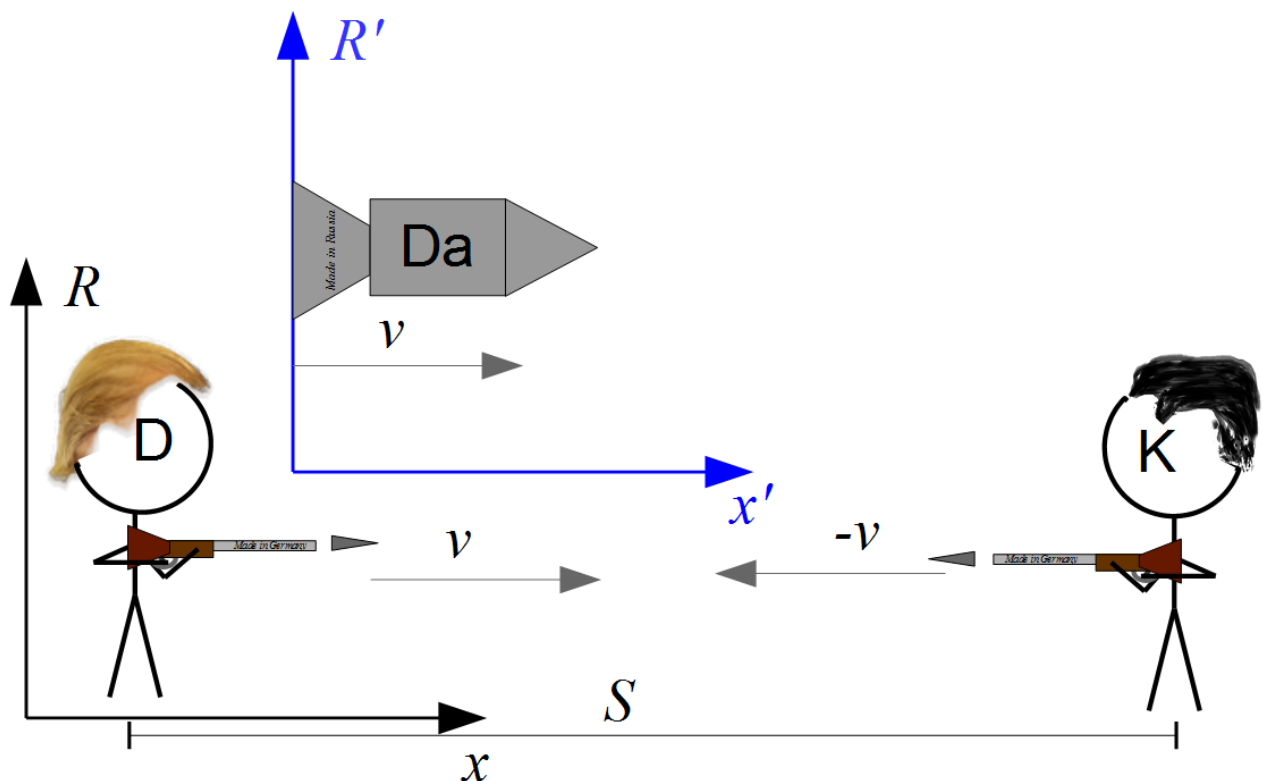 R'
Made in Russia
Da
v
R
D
K
x'
Made in Germany
v
-v
Made in Germany
S
x